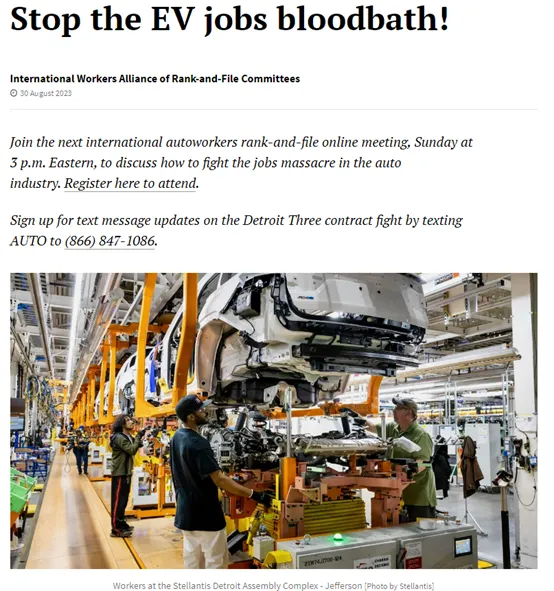 Stop the EV jobs bloodbath!
International Workers Alliance of Rank-and-File Committees
30 August 2023
Join the next international autoworkers rank-and-file online meeting, Sunday at
3 p.m. Eastern, to discuss how to fight the jobs massacre in the auto
industry. Register here to attend.
Sign up for text message updates on the Detroit Three contract fight by texting
AUTO to (866) 847-1086.
Workers at the Stellantis Detroit Assembly Complex - Jefferson [Photo by Stellantis]